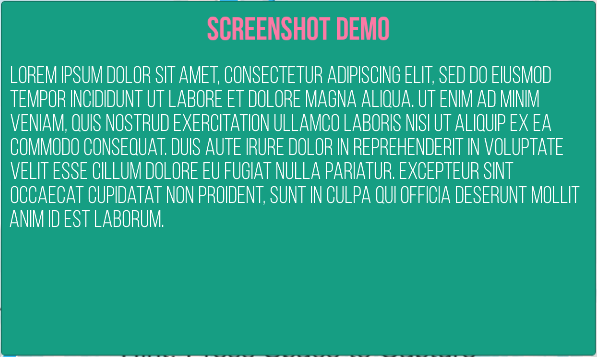 SCREENSHOT DEMO
LOREM IPSUM DOLOR SIT AMET, CONSECTETUR ADIPISCING ELIT, SED DO EIUSMOD
TEMPOR INCIDIDUNT UT LABORE ET DOLORE MAGNA ALIQUA. UT ENIM AD MINIM
VENIAM, QUIS NOSTRUD EXERCITATION ULLAMCO LABORIS NISI UT ALIQUIP EX EA
COMMODO CONSEQUAT. DUIS AUTE IRURE DOLOR IN REPREHENDERIT IN VOLUPTATE
VELIT ESSE CILLUM DOLORE EU FUGIAT NULLA PARIATUR. EXCEPTEUR SINT
OCCAECAT CUPIDATAT NON PROIDENT, SUNT IN CULPA QUI OFFICIA DESERUNT MOLLIT
ANIM ID EST LABORUM.